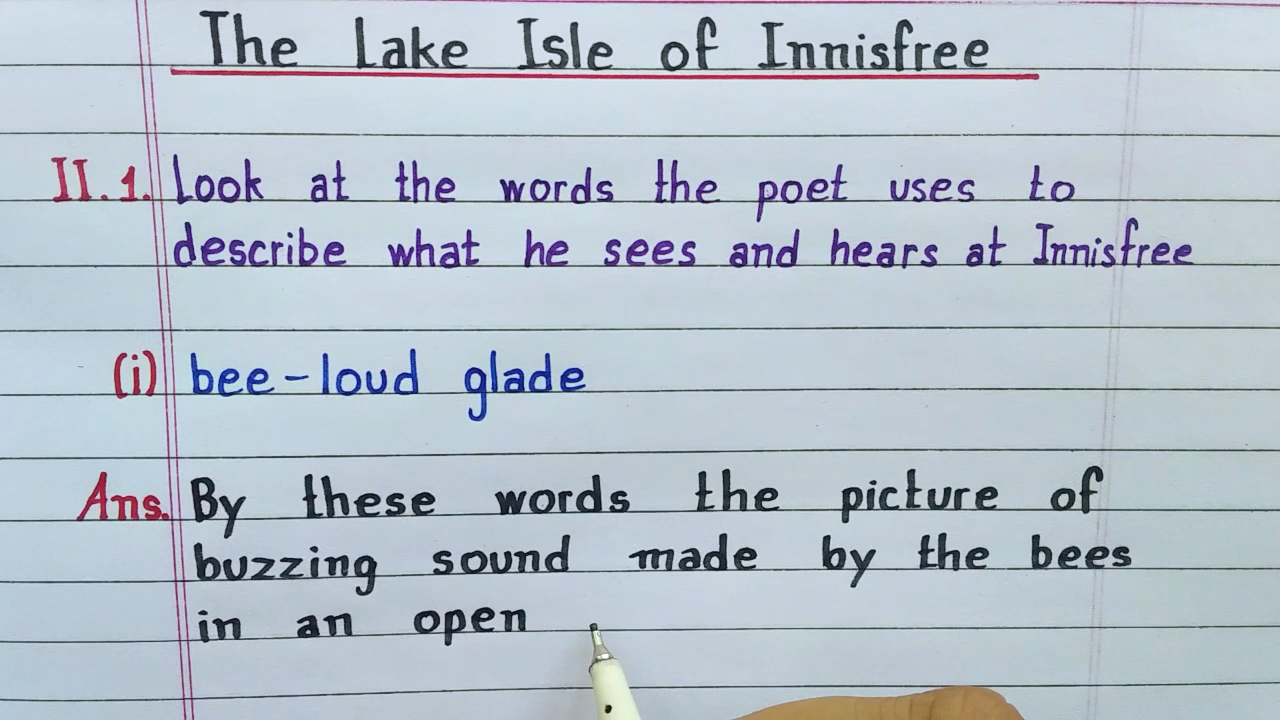 The Lake Isle of Innisfree
II.1. Look at the words the poet uses to
describe what he sees and hears at Innisfree
(i) bee-loud glade
Ans. By these words the picture of
buzzing sound made by the bees
in an open